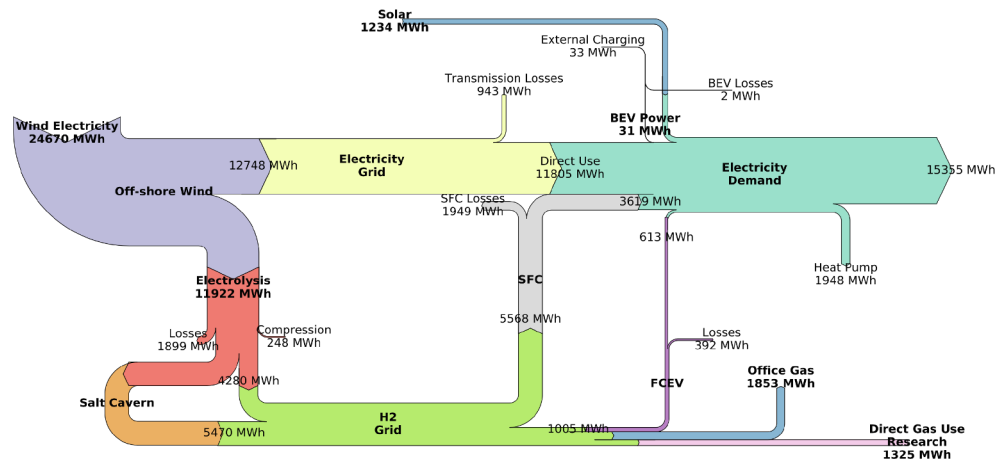 Solar
1234 MWh
External Charging
33 MWh
Transmission Losses
943 MWh
BEV Losses
2 MWh
Wind Electricity
24670 MWh
BEV Power
31 MWh
12748 MWh
Electricity
Grid
Direct Use
11805 MWh
Electricity
Demand
15355 MWh
Off-shore Wind
SFC Losses
1949 MWh
3619 MWh
613 MWh
Heat Pump
1948 MWh
Electrolysis
11922 MWh
SFC
5568 MWh
Losses
1899 MWh
Compression
248 MWh
Losses
392 MWh
4280 MWh
FCEV
Office Gas
1853 MWh
Salt Cavern
H2
Grid
5470 MWh
1005 MWh
Direct Gas Use
Research
1325 MWh